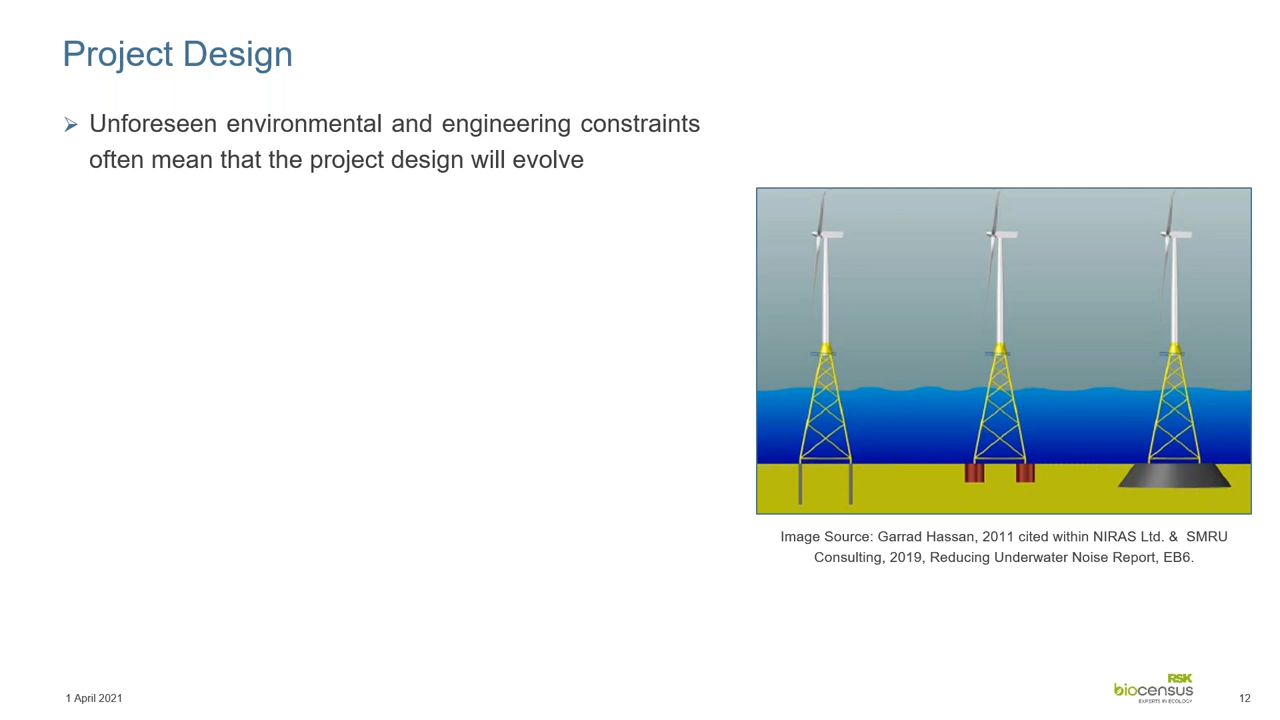 Project Design
➢ Unforeseen environmental and engineering constraints
often mean that the project design will evolve
Image Source: Garrad Hassan, 2011 cited within NIRAS Ltd. & SMRU
Consulting, 2019, Reducing Underwater Noise Report, EB6.
1 April 2021
RSK
biocensus
EXPERTS IN ECOLOGY
12